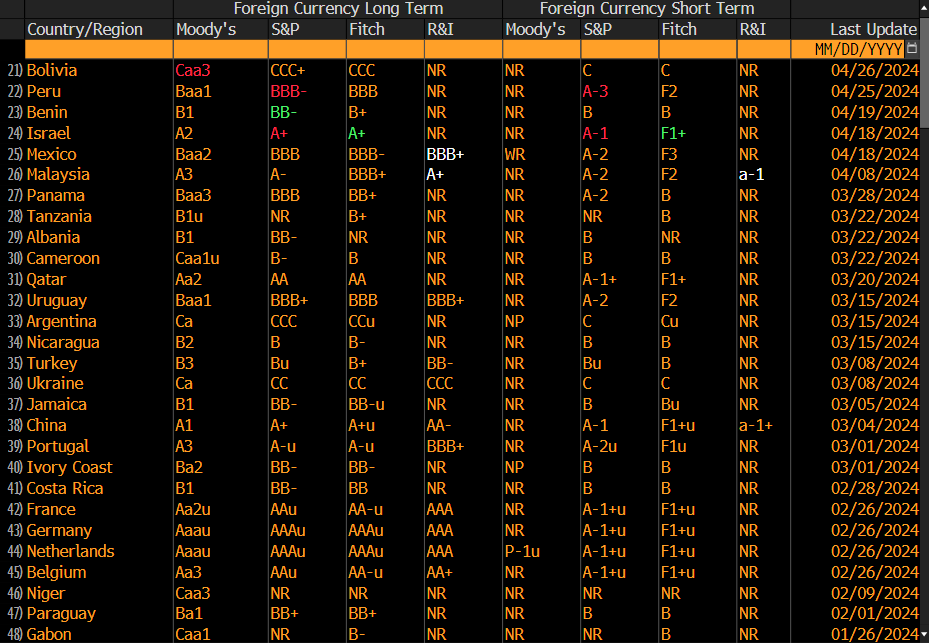 Foreign Currency Long Term Foreign Currency Short Term
Country/Region Moody's S&P Fitch R&I Moody's S&P Fitch R&I Last Update
MM/DD/YYYY
21) Bolivia Caa3 CCC+ CCC NR NR C C NR 04/26/2024
22) Peru Baa1 BBB- BBB NR NR A-3 F2 NR 04/25/2024
23) Benin B1 BB- B+ NR NR B B NR 04/19/2024
24) Israel A2 A+ A+ NR NR A-1 F1+ NR 04/18/2024
25) Mexico Baa2 BBB BBB- BBB+ WR A-2 F3 NR 04/18/2024
26) Malaysia A3 A- BBB+ A+ NR A-2 F2 a-1 04/08/2024
27) Panama Baa3 BBB BB+ NR NR A-2 B NR 03/28/2024
28) Tanzania B1u NR B+ NR NR NR B NR 03/22/2024
29) Albania B1 BB- NR NR NR B NR NR 03/22/2024
30) Cameroon Caa1u B- B NR NR B B NR 03/22/2024
31) Qatar Aa2 AA AA NR NR A-1+ F1+ NR 03/20/2024
32) Uruguay Baa1 BBB+ BBB BBB+ NR A-2 F2 NR 03/15/2024
33) Argentina Ca CCC CCu NR NP C Cu NR 03/15/2024
34) Nicaragua B2 B B- NR NR B B NR 03/15/2024
35) Turkey B3 Bu B+ BB- NR Bu B NR 03/08/2024
36) Ukraine Ca CC CC CCC NR C C NR 03/08/2024
37) Jamaica B1 BB- BB-u NR NR B Bu NR 03/05/2024
38) China A1 A+ A+u AA- NR A-1 F1+u a-1+ 03/04/2024
39) Portugal A3 A-u A-u BBB+ NR A-2u F1u NR 03/01/2024
40) Ivory Coast Ba2 BB- BB- NR NP B B NR 03/01/2024
41) Costa Rica B1 BB- BB NR NR B B NR 02/28/2024
42) France Aa2u AAu AA-u AAA NR A-1+u F1+u NR 02/26/2024
43) Germany Aaau AAAu AAAu AAA NR A-1+u F1+u NR 02/26/2024
44) Netherlands Aaau AAAu AAAu AAA P-1u A-1+u F1+u NR 02/26/2024
45) Belgium Aa3 AAu AA-u AA+ NR A-1+u F1+u NR 02/26/2024
46) Niger Caa3 NR NR NR NR NR NR NR 02/09/2024
47) Paraguay Ba1 BB+ BB+ NR NR B B NR 02/01/2024
48) Gabon Caa1 NR B- NR NR NR B NR 01/26/2024